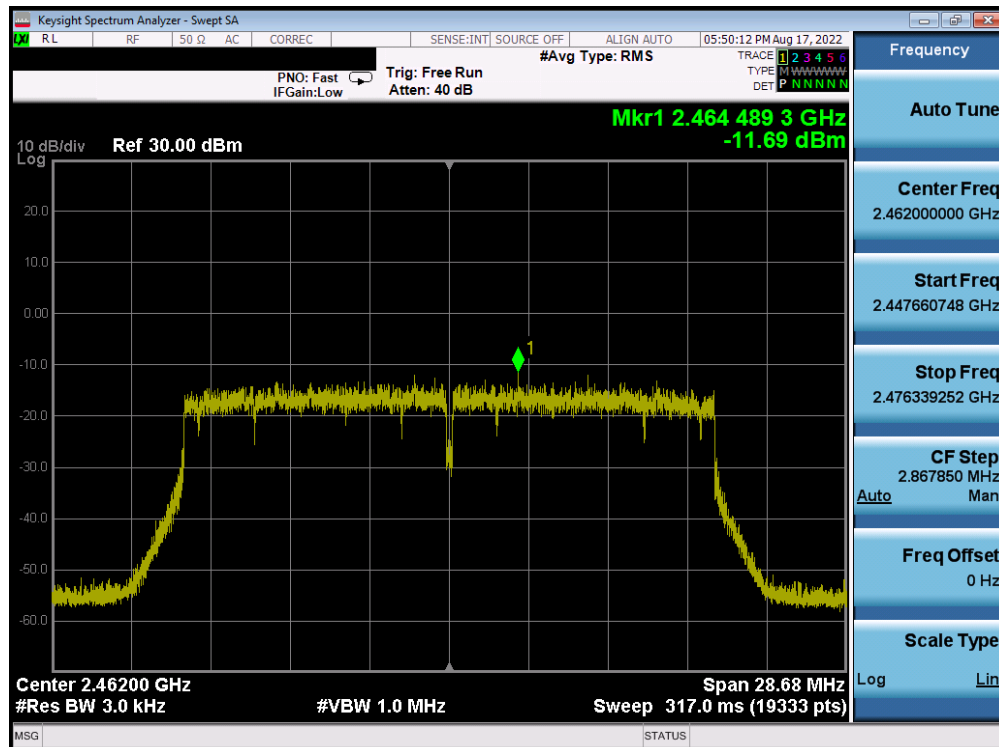 Keysight Spectrum Analyzer - Swept SA
LXI RL RF 50 Ω AC CORREC SENSE:INT SOURCE OFF ALIGN AUTO 05:50:12 PM Aug 17, 2022
#Avg Type: RMS
TRACE 1 2 3 4 5 6
TYPE M WWWWW
DET P N N N N N
PNO: Fast
IFGain:Low
Trig: Free Run
Atten: 40 dB
Mkr1 2.464 489 3 GHz
-11.69 dBm
10 dB/div Ref 30.00 dBm
Log
20.0
10.0
0.00
-10.0
-20.0
-30.0
-40.0
-50.0
-60.0
1
Center 2.46200 GHz Span 28.68 MHz
#Res BW 3.0 kHz #VBW 1.0 MHz Sweep 317.0 ms (19333 pts)
MSG STATUS
Frequency
Auto Tune
Center Freq
2.462000000 GHz
Start Freq
2.447660748 GHz
Stop Freq
2.476339252 GHz
CF Step
2.867850 MHz
Auto Man
Freq Offset
0 Hz
Scale Type
Log Lin